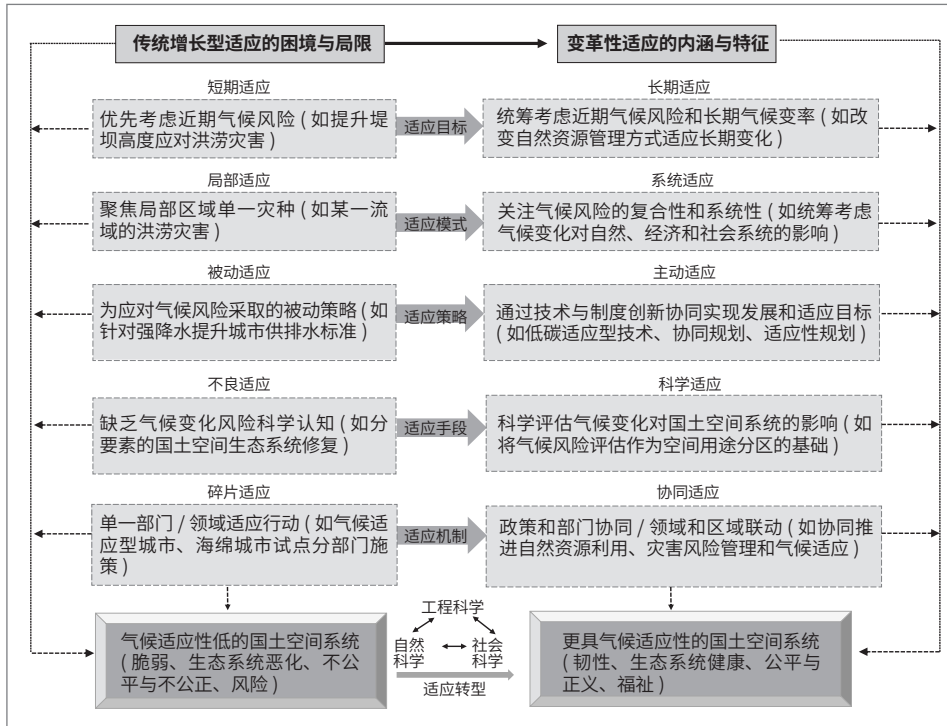 传统增长型适应的困境与局限
变革性适应的内涵与特征
短期适应
长期适应
优先考虑近期气候风险 ( 如提升堤
坝高度应对洪涝灾害 )
适应目标
统筹考虑近期气候风险和长期气候变率 ( 如改
变自然资源管理方式适应长期变化 )
局部适应
系统适应
聚焦局部区域单一灾种 ( 如某一流
域的洪涝灾害 )
适应模式
关注气候风险的复合性和系统性 ( 如统筹考虑
气候变化对自然、经济和社会系统的影响 )
被动适应
主动适应
为应对气候风险采取的被动策略 ( 如
针对强降水提升城市供排水标准 )
适应策略
通过技术与制度创新协同实现发展和适应目标
( 如低碳适应型技术、协同规划、适应性规划 )
不良适应
科学适应
缺乏气候变化风险科学认知 ( 如分
要素的国土空间生态系统修复 )
适应手段
科学评估气候变化对国土空间系统的影响 ( 如
将气候风险评估作为空间用途分区的基础 )
碎片适应
协同适应
单一部门 / 领域适应行动 ( 如气候适
应型城市、海绵城市试点分部门施
策 )
适应机制
政策和部门协同 / 领域和区域联动 ( 如协同推
进自然资源利用、灾害风险管理和气候适应 )
气候适应性低的国土空间系统
( 脆弱、生态系统恶化、不公
平与不公正、风险 )
工程科学
自然
科学
社会
科学
适应转型
更具气候适应性的国土空间系统
( 韧性、生态系统健康、公平与
正义、福祉 )